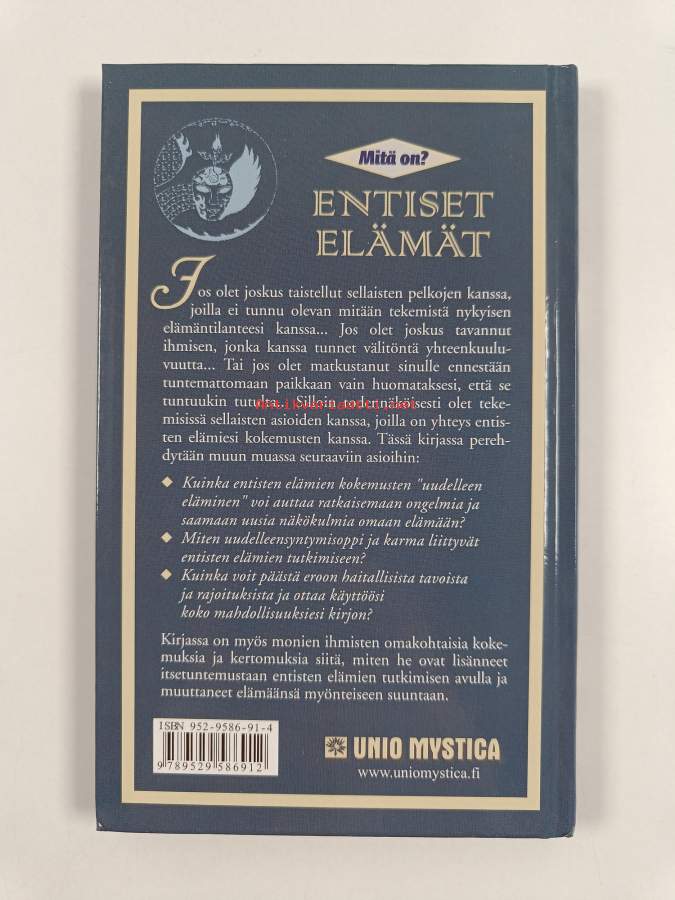 Mitä on?
ENTISET
ELÄMÄT
Jos olet joskus taistellut sellaisten pelkojen kanssa,
joilla ei tunnu olevan mitään tekemistä nykyisen
elämäntilanteesi kanssa... Jos olet joskus tavannut
ihmisen, jonka kanssa tunnet välitöntä yhteenkuulu-
vuutta... Tai jos olet matkustanut sinulle ennestään
tuntemattomaan paikkaan vain huomataksesi, että se
tuntuukin tutulta... Silloin todennäköisesti olet teke-
misissä sellaisten asioiden kanssa, joilla on yhteys entis-
ten elämiesi kokemusten kanssa. Tässä kirjassa pereh-
dytään muun muassa seuraaviin asioihin:
◆ Kuinka entisten elämien kokemusten "uudelleen
eläminen" voi auttaa ratkaisemaan ongelmia ja
saamaan uusia näkökulmia omaan elämään?
◆ Miten uudelleensyntymisoppi ja karma liittyvät
entisten elämien tutkimiseen?
◆ Kuinka voit päästä eroon haitallisista tavoista
ja rajoituksista ja ottaa käyttöösi
koko mahdollisuuksiesi kirjon?
Kirjassa on myös monien ihmisten omakohtaisia koke-
muksia ja kertomuksia siitä, miten he ovat lisänneet
itsetuntemustaan entisten elämien tutkimisen avulla ja
muuttaneet elämäänsä myönteiseen suuntaan.
ISBN 952-9586-91-4
9 789529 586912
UNIO MYSTICA
www.uniomystica.fi